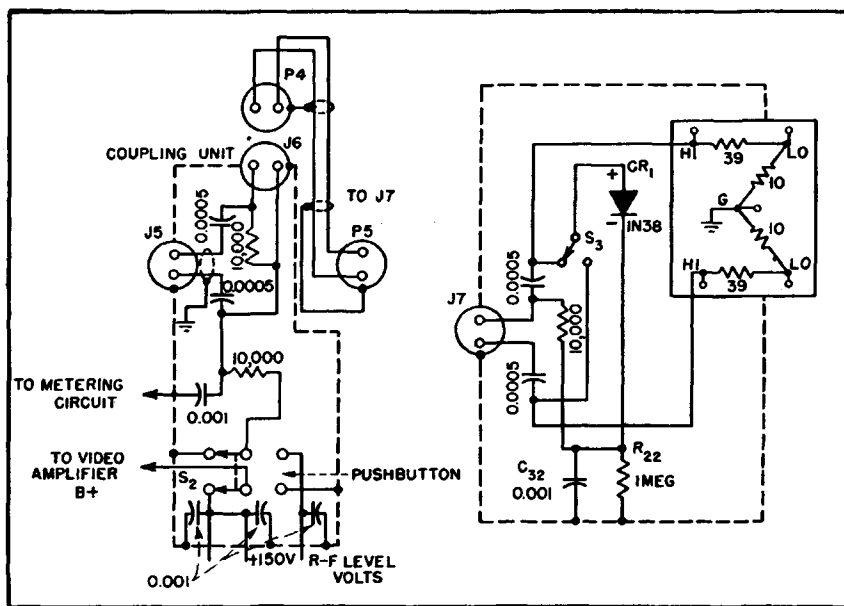 P4
J6
COUPLING UNIT
TO J7
J5
0.0005
10,000
P5
0.0005
10,000
TO METERING
CIRCUIT
0.001
TO VIDEO
AMPLIFIER
B+
S2
PUSHBUTTON
+150V
R-F LEVEL
VOLTS
0.001
CR1
+
-
1N38
S3
HI
39
LO
10
G
10
HI
39
LO
J7
0.0005
10,000
0.0005
C32
0.001
R22
1MEG